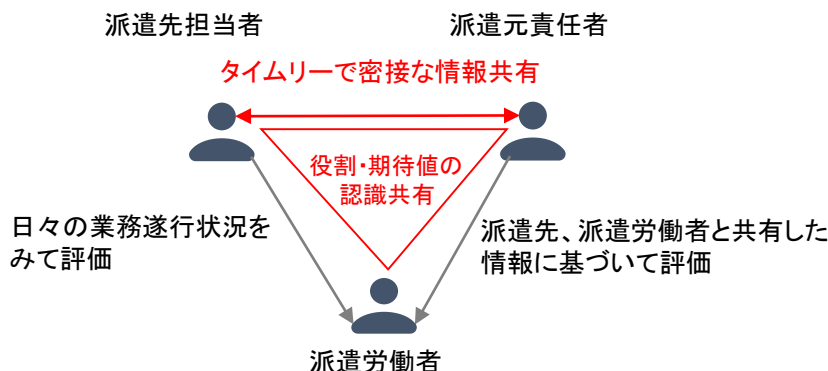 派遣先担当者
派遣元責任者
タイムリーで密接な情報共有
役割・期待値の
認識共有
日々の業務遂行状況を
みて評価
派遣先、派遣労働者と共有した
情報に基づいて評価
派遣労働者